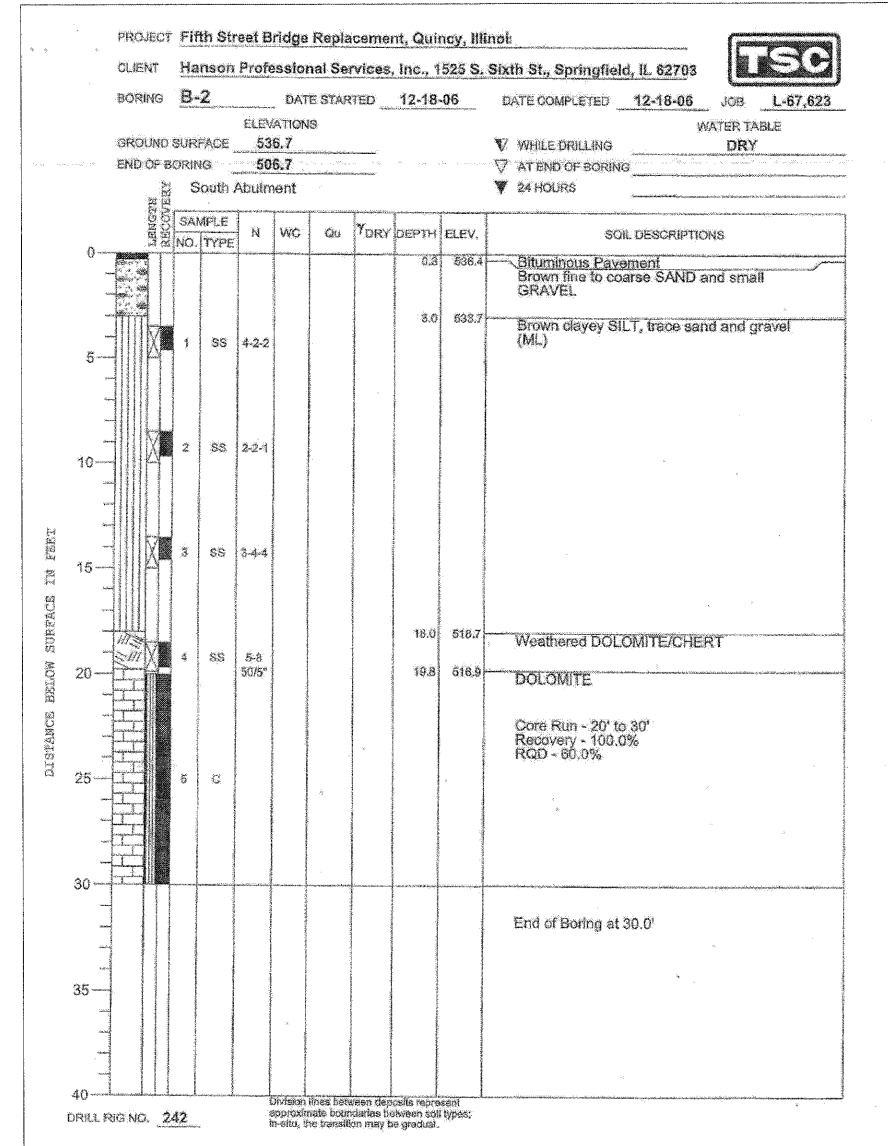 PROJECT Fifth Street Bridge Replacement, Quincy, Illinois
CLIENT Hanson Professional Services, Inc., 1525 S. Sixth St., Springfield, IL 62703
TSC
BORING B-2 DATE STARTED 12-18-06 DATE COMPLETED 12-18-06 JOB L-67,623
ELEVATIONS WATER TABLE
GROUND SURFACE 536.7 WHILE DRILLING DRY
END OF BORING 506.7 AT END OF BORING
South Abutment 24 HOURS
LENGTH RECOVERY SAMPLE NO. TYPE N WC Qu γDRY DEPTH ELEV. SOIL DESCRIPTIONS
DISTANCE BELOW SURFACE IN FEET
0
0.3 536.4 Bituminous Pavement
Brown fine to coarse SAND and small
GRAVEL
3.0 533.7 Brown clayey SILT, trace sand and gravel
(ML)
1 SS 4-2-2
5
2 SS 2-2-1
10
3 SS 3-4-4
15
18.0 518.7 Weathered DOLOMITE/CHERT
4 SS 5-8
50/5"
20
19.8 516.9 DOLOMITE
Core Run - 20' to 30'
Recovery - 100.0%
RQD - 60.0%
25 5 C
30
End of Boring at 30.0'
35
40
DRILL RIG NO. 242
Division lines between deposits represent
approximate boundaries between soil types;
in-situ, the transition may be gradual.